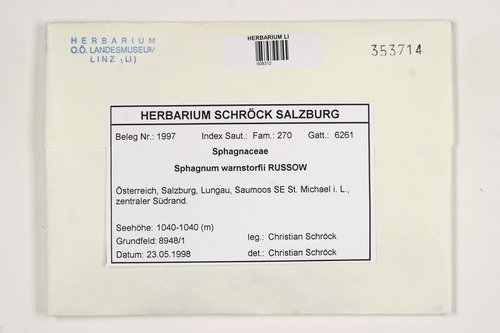 HERBARIUM
O.Ö. LANDESMUSEUM
LINZ (LI)
HERBARIUM LI
608312
353714
HERBARIUM SCHRÖCK SALZBURG
Beleg Nr.: 1997 Index Saut.: Fam.: 270 Gatt.: 6261
Sphagnaceae
Sphagnum warnstorfii RUSSOW
Österreich, Salzburg, Lungau, Saumoos SE St. Michael i. L.,
zentraler Südrand.
Seehöhe: 1040-1040 (m)
Grundfeld: 8948/1 leg.: Christian Schröck
Datum: 23.05.1998 det.: Christian Schröck